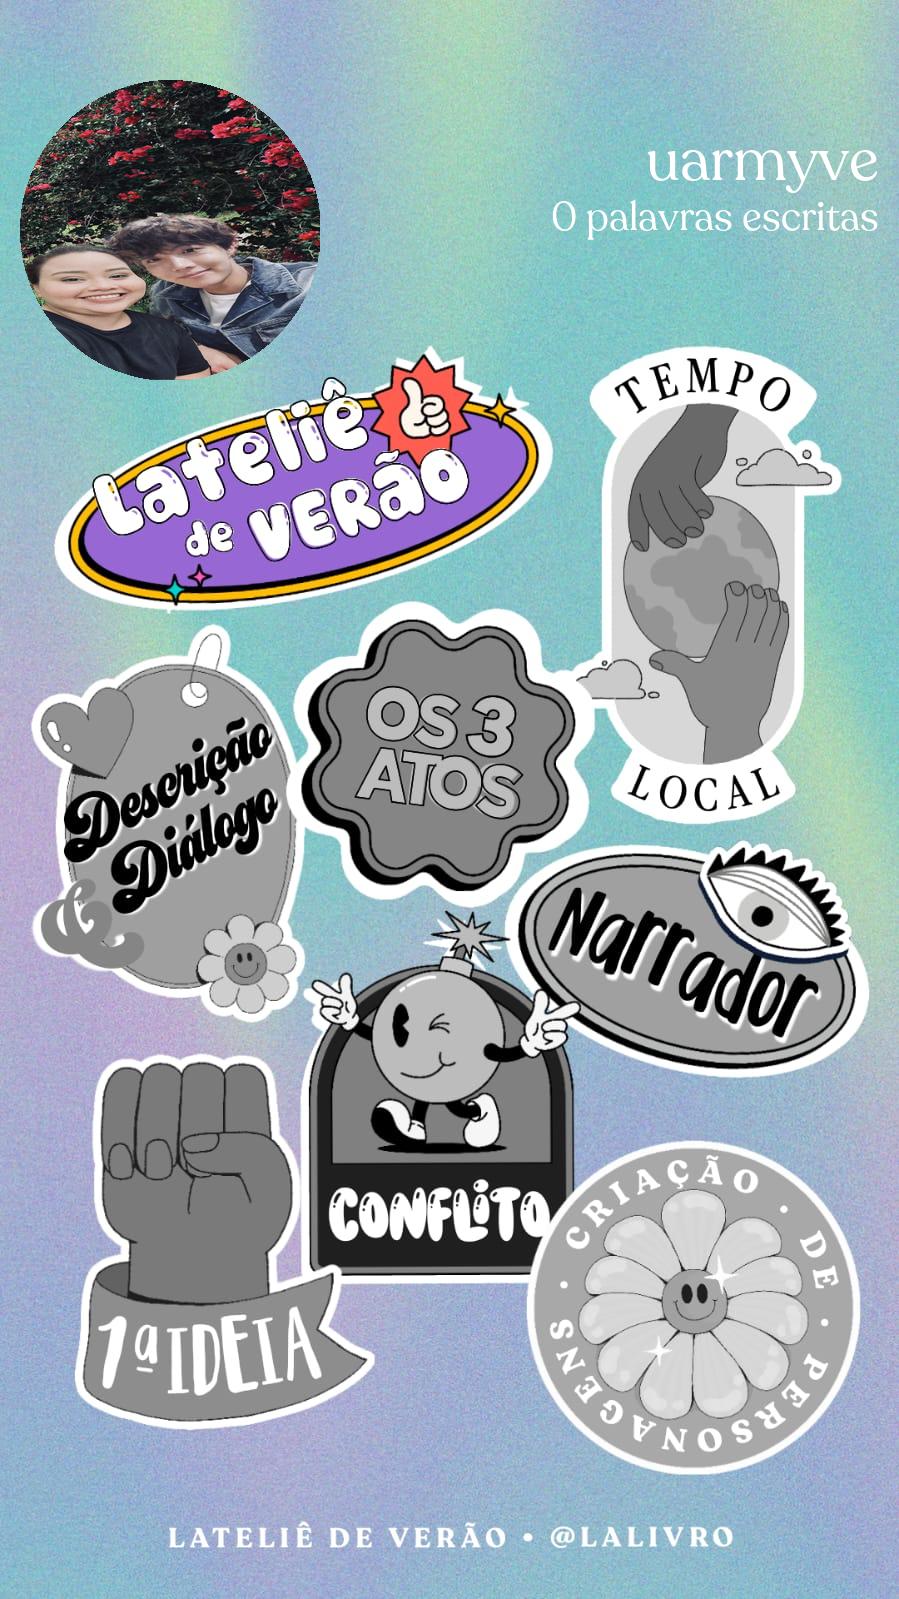 uarmyve
0 palavras escritas
Lateliê
de VERÃO
TEMPO
LOCAL
OS 3
ATOS
Descrição
Diálogo
&
Narrador
CONFLITO
1ª IDEIA
CRIAÇÃO · DE · PERSONAGENS ·
LATELIÊ DE VERÃO • @LALIVRO